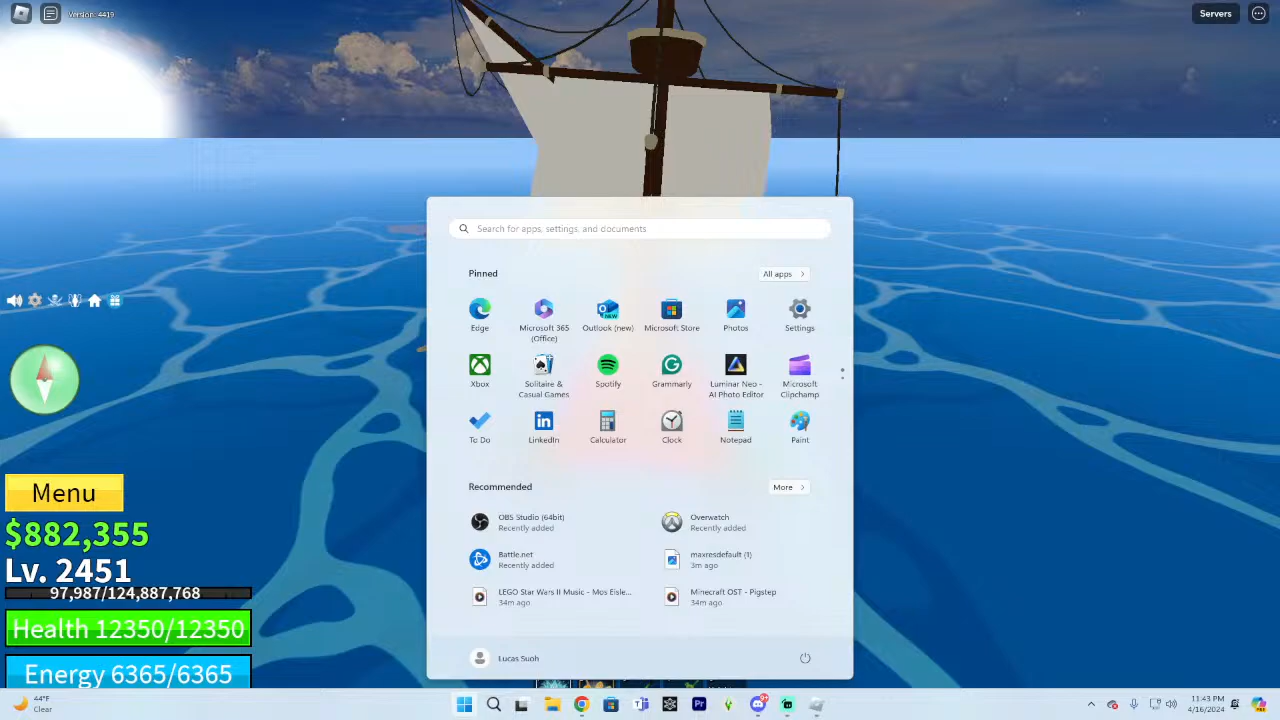 Version: 4419
Servers
Search for apps, settings, and documents
Pinned
All apps
Edge
Microsoft 365
(Office)
Outlook (new)
Microsoft Store
Photos
Settings
Xbox
Solitaire &
Casual Games
Spotify
Grammarly
Luminar Neo -
AI Photo Editor
Microsoft
Clipchamp
To Do
LinkedIn
Calculator
Clock
Notepad
Paint
Recommended
More
OBS Studio (64bit)
Recently added
Overwatch
Recently added
Battle.net
Recently added
maxresdefault (1)
3m ago
LEGO Star Wars II Music - Mos Eisle...
34m ago
Minecraft OST - Pigstep
34m ago
Lucas Suoh
Menu
$882,355
Lv. 2451
97,987/124,887,768
Health 12350/12350
Energy 6365/6365
44°F
Clear
11:43 PM
4/16/2024